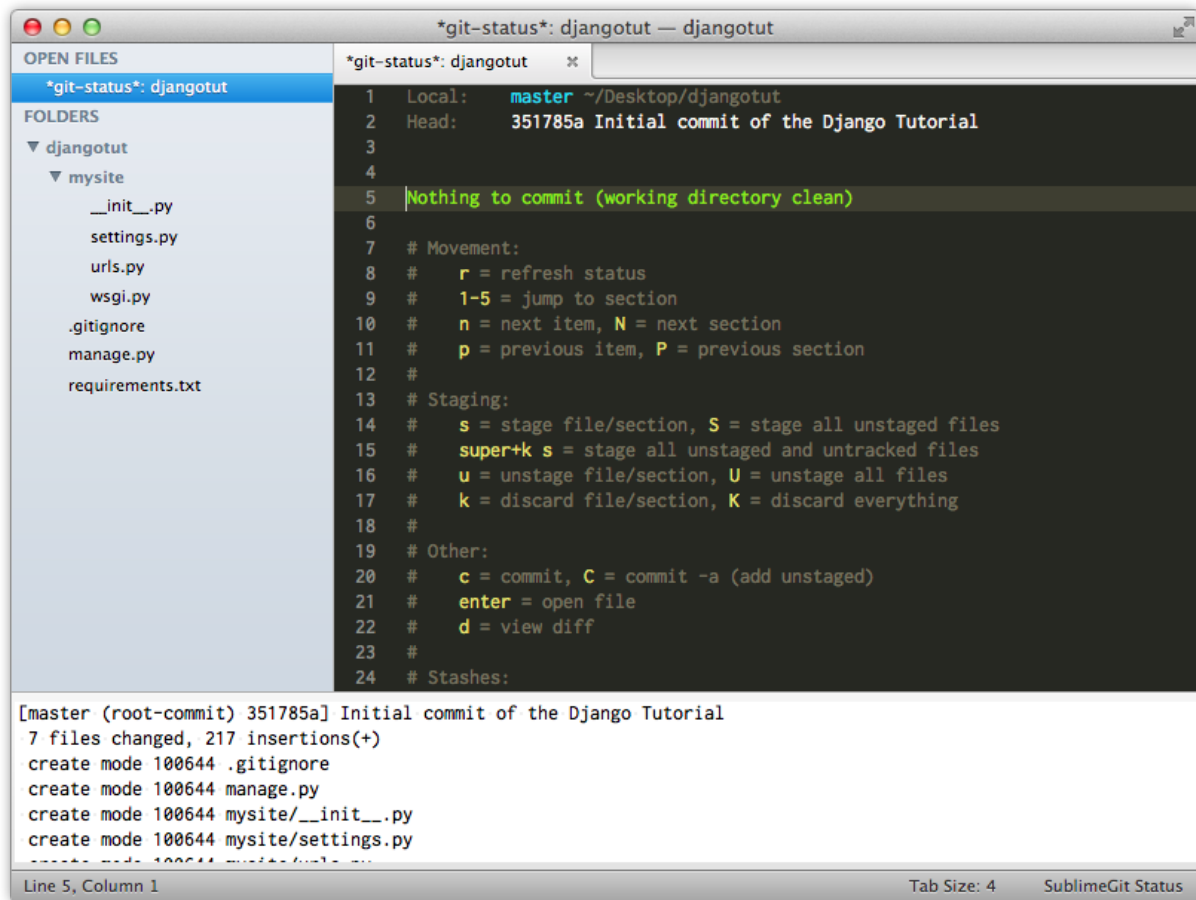 *git-status*: djangotut — djangotut
OPEN FILES
*git-status*: djangotut
FOLDERS
djangotut
mysite
__init__.py
settings.py
urls.py
wsgi.py
.gitignore
manage.py
requirements.txt
*git-status*: djangotut
1 Local: master ~/Desktop/djangotut
2 Head: 351785a Initial commit of the Django Tutorial
3
4
5 Nothing to commit (working directory clean)
6
7 # Movement:
8 # r = refresh status
9 # 1-5 = jump to section
10 # n = next item, N = next section
11 # p = previous item, P = previous section
12 #
13 # Staging:
14 # s = stage file/section, S = stage all unstaged files
15 # super+k s = stage all unstaged and untracked files
16 # u = unstage file/section, U = unstage all files
17 # k = discard file/section, K = discard everything
18 #
19 # Other:
20 # c = commit, C = commit -a (add unstaged)
21 # enter = open file
22 # d = view diff
23 #
24 # Stashes:
[master (root-commit) 351785a] Initial commit of the Django Tutorial
7 files changed, 217 insertions(+)
create mode 100644 .gitignore
create mode 100644 manage.py
create mode 100644 mysite/__init__.py
create mode 100644 mysite/settings.py
create mode 100644 mysite/urls.py
Line 5, Column 1
Tab Size: 4
SublimeGit Status